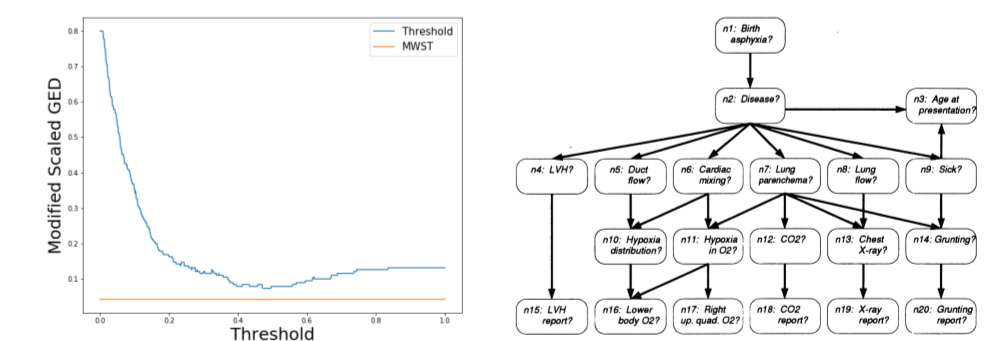 0.8
0.7
0.6
0.5
0.4
0.3
0.2
0.1
Modified Scaled GED
Threshold
MWST
0.0
0.2
0.4
0.6
0.8
1.0
Threshold
n1: Birth
asphyxia?
n2: Disease?
n3: Age at
presentation?
n4: LVH?
n5: Duct
flow?
n6: Cardiac
mixing?
n7: Lung
parenchema?
n8: Lung
flow?
n9: Sick?
n10: Hypoxia
distribution?
n11: Hypoxia
in O2?
n12: CO2?
n13: Chest
X-ray?
n14: Grunting?
n15: LVH
report?
n16: Lower
body O2?
n17: Right
up. quad. O2?
n18: CO2
report?
n19: X-ray
report?
n20: Grunting
report?